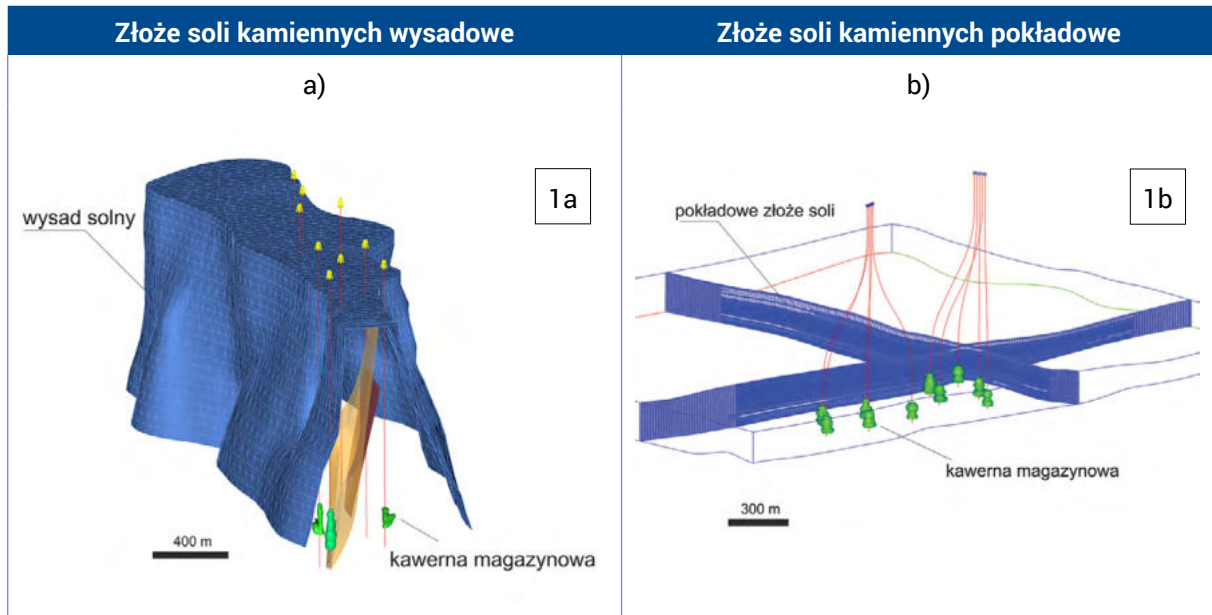 Złoże soli kamiennych wysadowe
Złoże soli kamiennych pokładowe
a)
b)
1a
1b
wysad solny
pokładowe złoże soli
kawerna magazynowa
kawerna magazynowa
400 m
300 m